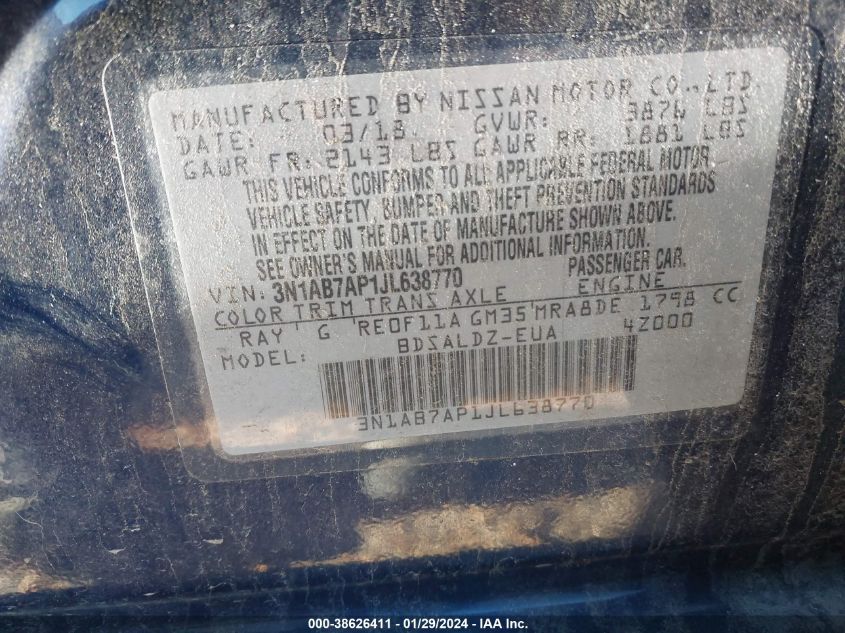 MANUFACTURED BY NISSAN MOTOR CO., LTD.
DATE: 03/18 GVWR: 3876 LBS
GAWR FR: 2143 LBS GAWR RR: 1881 LBS
THIS VEHICLE CONFORMS TO ALL APPLICABLE FEDERAL MOTOR
VEHICLE SAFETY, BUMPER AND THEFT PREVENTION STANDARDS
IN EFFECT ON THE DATE OF MANUFACTURE SHOWN ABOVE.
SEE OWNER'S MANUAL FOR ADDITIONAL INFORMATION.
VIN: 3N1AB7AP1JL638770 PASSENGER CAR.
COLOR TRIM TRANS AXLE ENGINE
RAY G RE0F11A GM35 MRA8DE 1798 CC
MODEL: BDSALDZ-EUA 4Z000
3N1AB7AP1JL638770
000-38626411 - 01/29/2024 - IAA Inc.